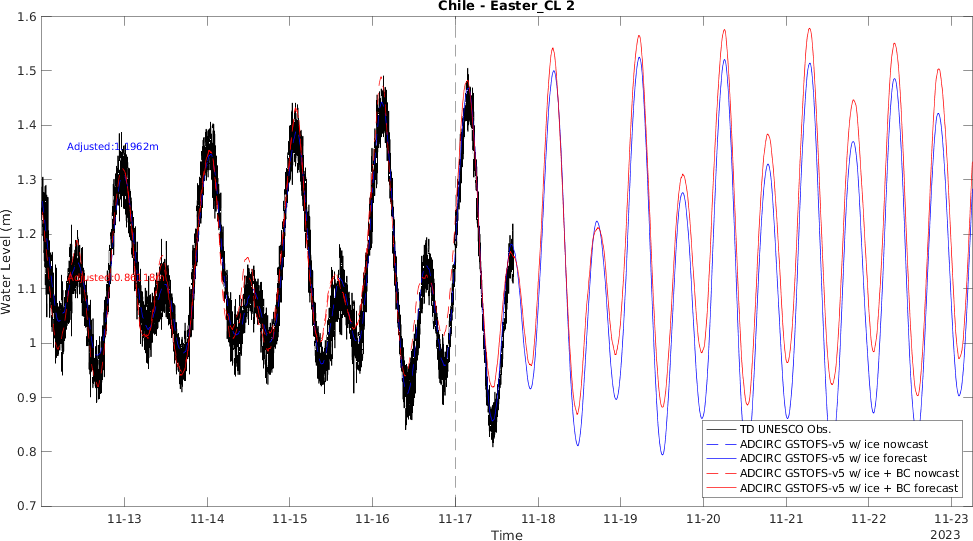 Chile - Easter_CL 2
1.6
1.5
1.4
1.3
1.2
1.1
1
0.9
0.8
0.7
Water Level (m)
11-13
11-14
11-15
11-16
11-17
11-18
11-19
11-20
11-21
11-22
11-23
2023
Time
TD UNESCO Obs.
ADCIRC GSTOFS-v5 w/ ice nowcast
ADCIRC GSTOFS-v5 w/ ice forecast
ADCIRC GSTOFS-v5 w/ ice + BC nowcast
ADCIRC GSTOFS-v5 w/ ice + BC forecast